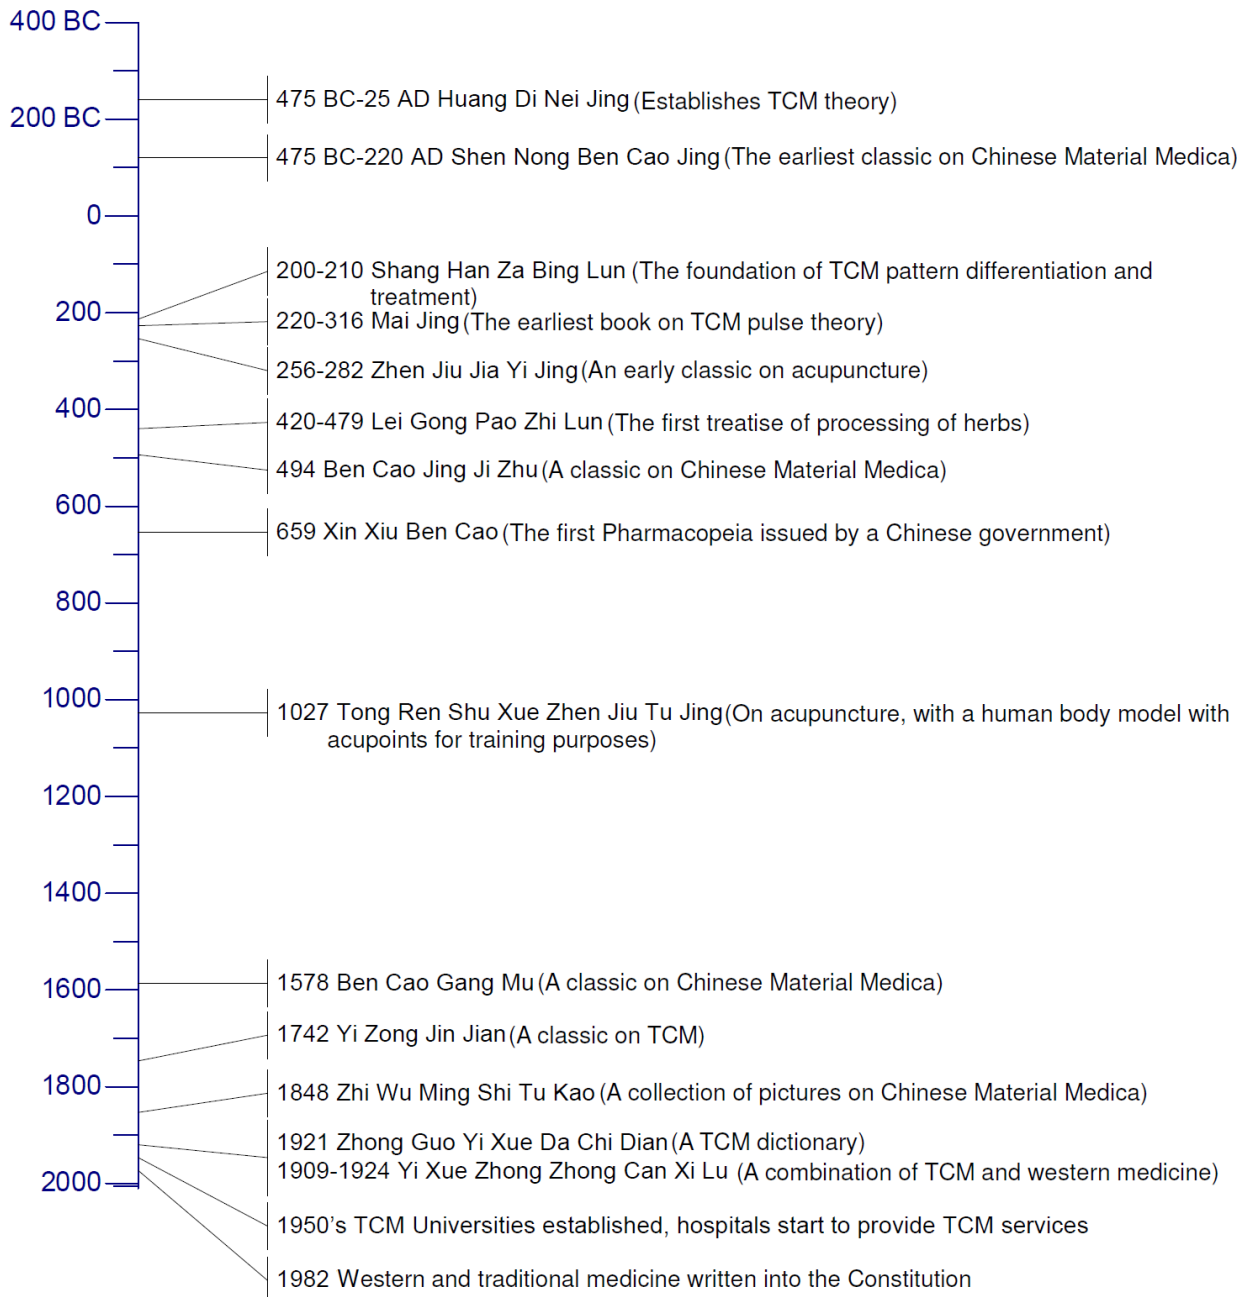 400 BC
475 BC-25 AD Huang Di Nei Jing (Establishes TCM theory)
200 BC
475 BC-220 AD Shen Nong Ben Cao Jing (The earliest classic on Chinese Material Medica)
0
200-210 Shang Han Za Bing Lun (The foundation of TCM pattern differentiation and
treatment)
200
220-316 Mai Jing (The earliest book on TCM pulse theory)
256-282 Zhen Jiu Jia Yi Jing (An early classic on acupuncture)
400
420-479 Lei Gong Pao Zhi Lun (The first treatise of processing of herbs)
494 Ben Cao Jing Ji Zhu (A classic on Chinese Material Medica)
600
659 Xin Xiu Ben Cao (The first Pharmacopeia issued by a Chinese government)
800
1000
1027 Tong Ren Shu Xue Zhen Jiu Tu Jing (On acupuncture, with a human body model with
acupoints for training purposes)
1200
1400
1578 Ben Cao Gang Mu (A classic on Chinese Material Medica)
1600
1742 Yi Zong Jin Jian (A classic on TCM)
1800
1848 Zhi Wu Ming Shi Tu Kao (A collection of pictures on Chinese Material Medica)
1921 Zhong Guo Yi Xue Da Chi Dian (A TCM dictionary)
1909-1924 Yi Xue Zhong Zhong Can Xi Lu (A combination of TCM and western medicine)
2000
1950's TCM Universities established, hospitals start to provide TCM services
1982 Western and traditional medicine written into the Constitution